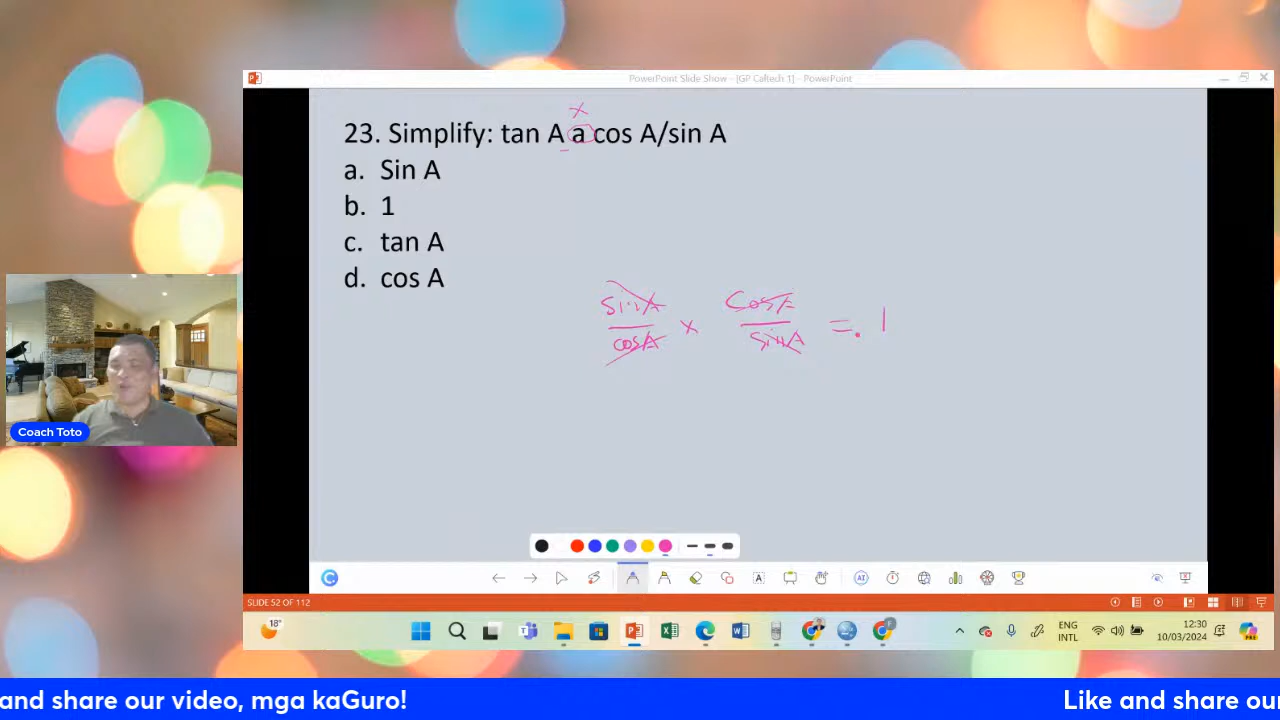 PowerPoint Slide Show - [GP Caltech 1] - PowerPoint
x
23. Simplify: tan A a cos A/sin A
a. Sin A
b. 1
c. tan A
d. cos A
sin A / cos A x cos A / sin A = . 1
Coach Toto
A
AI
SLIDE 52 OF 112
18°
ENG
INTL
12:30
10/03/2024
and share our video, mga kaGuro!
Like and share our